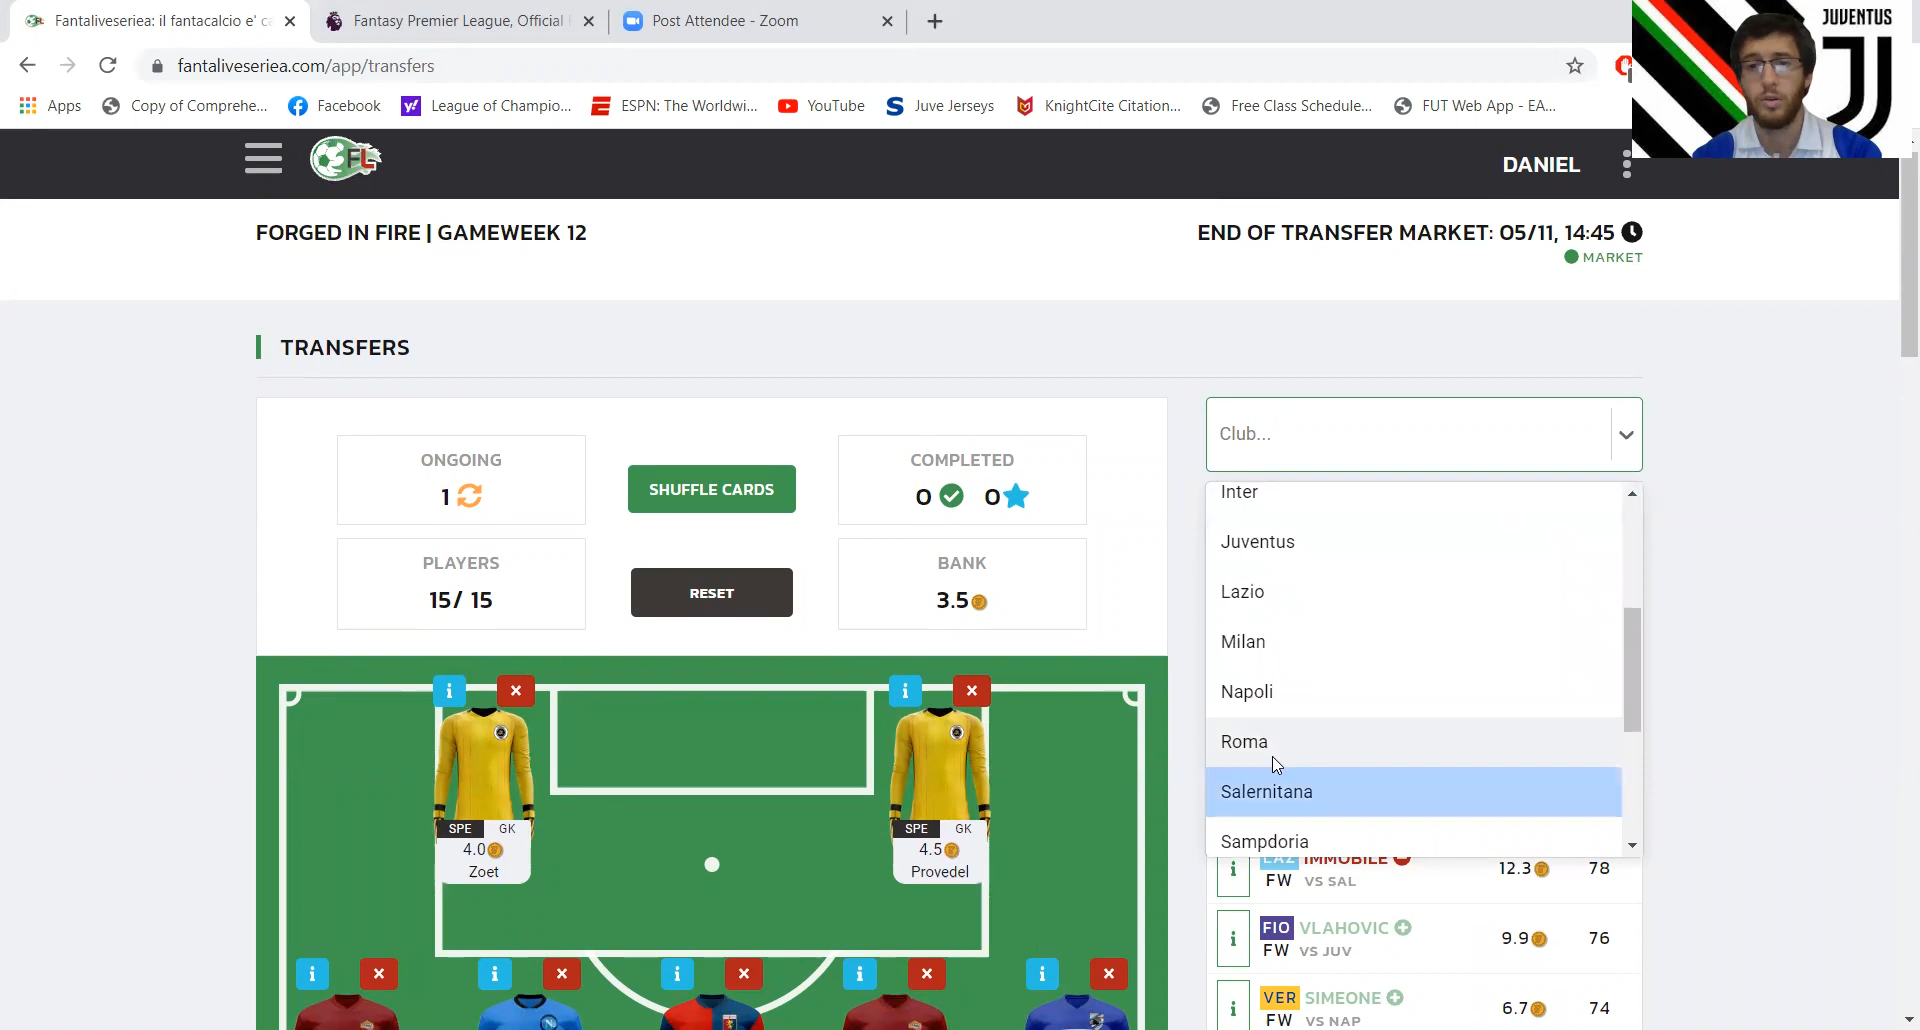 Fantaliveseriea: il fantacalcio e' ca
Fantasy Premier League, Official
Post Attendee - Zoom
fantaliveseriea.com/app/transfers
Apps
Copy of Comprehe...
Facebook
League of Champio...
ESPN: The Worldwi...
YouTube
Juve Jerseys
KnightCite Citation...
Free Class Schedule...
FUT Web App - EA...
JUVENTUS
FL
DANIEL
FORGED IN FIRE | GAMEWEEK 12
END OF TRANSFER MARKET: 05/11, 14:45
MARKET
TRANSFERS
ONGOING
1
SHUFFLE CARDS
COMPLETED
0 0
PLAYERS
15/ 15
RESET
BANK
3.5
Club...
Inter
Juventus
Lazio
Milan
Napoli
Roma
Salernitana
Sampdoria
SPE GK
4.0
Zoet
SPE GK
4.5
Provedel
LAZ IMMOBILE 12.3 78
FW VS SAL
FIO VLAHOVIC 9.9 76
FW VS JUV
VER SIMEONE 6.7 74
FW VS NAP